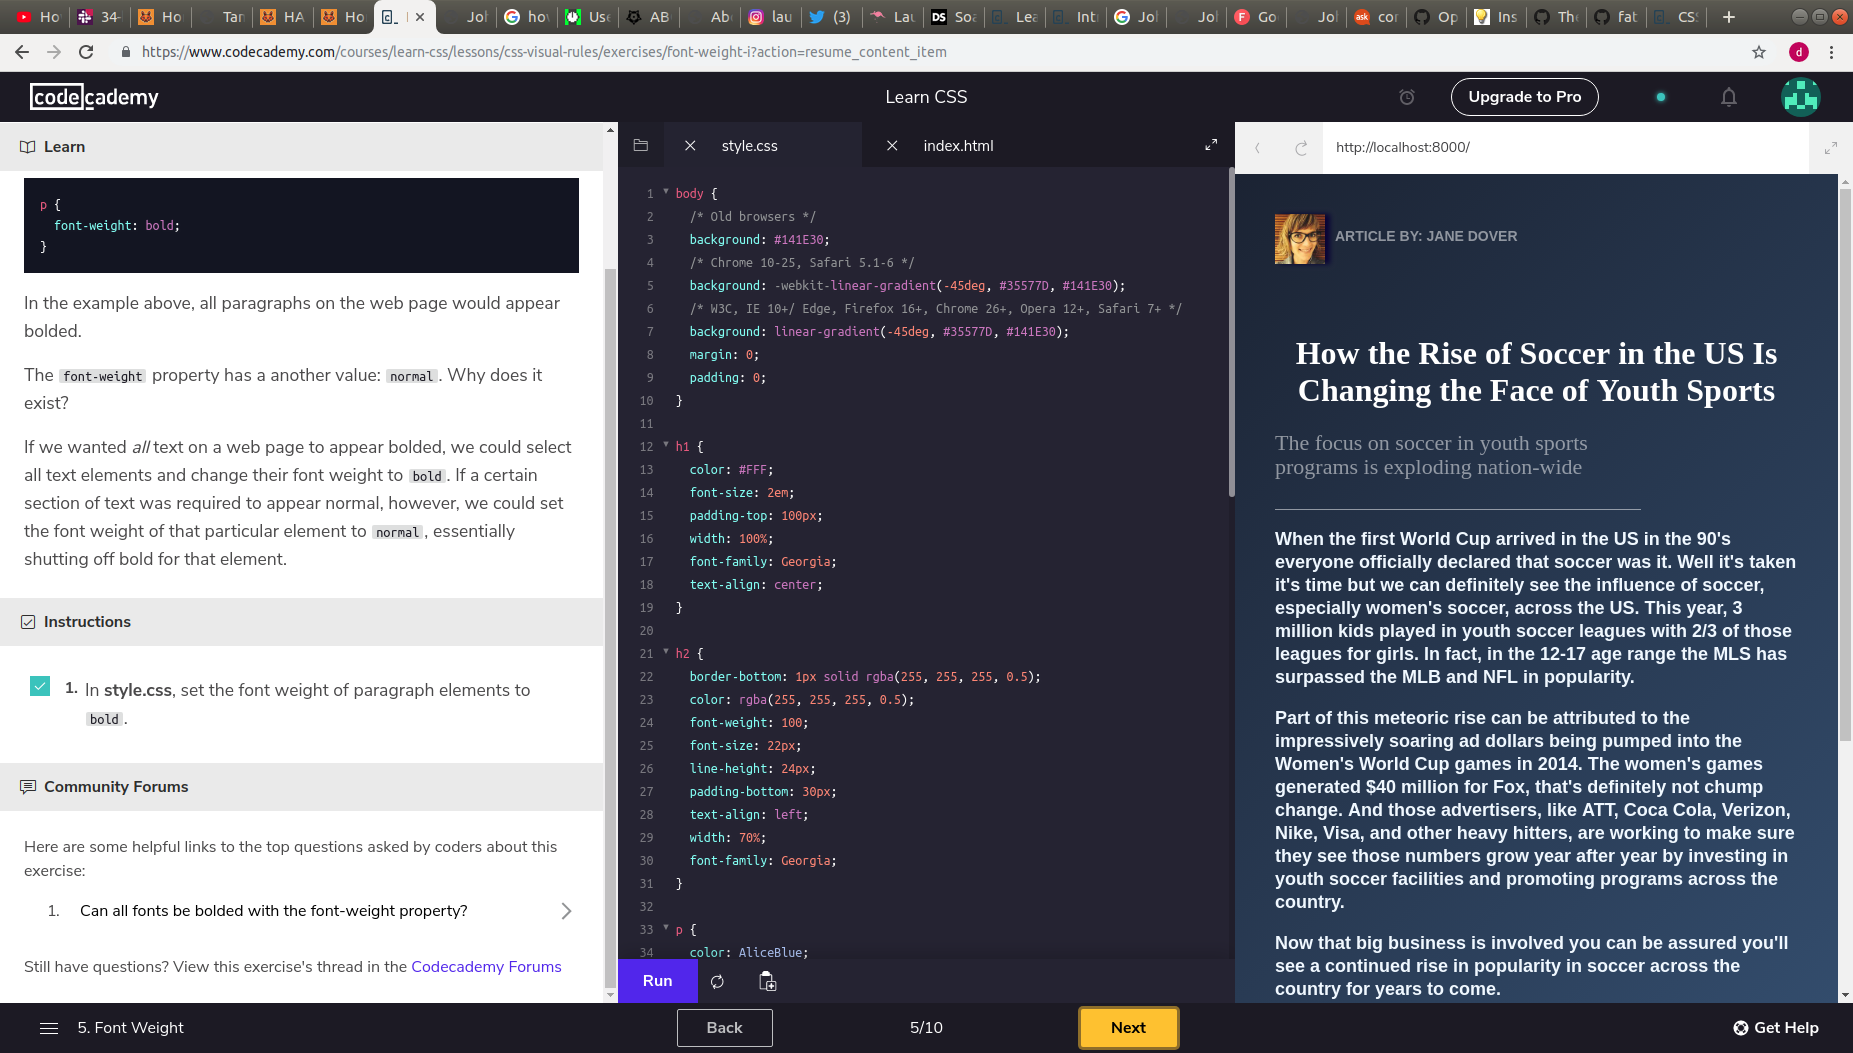 Ho
34-
Ho
Tar
HA
Ho
Joł
hov
Use
AB
Abo
lau
(3)
Lau
DS
Soa
Lea
Intr
Jol
Jol
F
Go
Jol
ask
cor
Op
Ins
The
fat
CSS
https://www.codecademy.com/courses/learn-css/lessons/css-visual-rules/exercises/font-weight-i?action=resume_content_item
d
codecademy
Learn CSS
Upgrade to Pro
Learn
p {
font-weight: bold;
}
In the example above, all paragraphs on the web page would appear
bolded.
The font-weight property has a another value: normal. Why does it
exist?
If we wanted all text on a web page to appear bolded, we could select
all text elements and change their font weight to bold. If a certain
section of text was required to appear normal, however, we could set
the font weight of that particular element to normal, essentially
shutting off bold for that element.
Instructions
1. In style.css, set the font weight of paragraph elements to
bold.
Community Forums
Here are some helpful links to the top questions asked by coders about this
exercise:
1. Can all fonts be bolded with the font-weight property?
Still have questions? View this exercise's thread in the Codecademy Forums
style.css
index.html
1 body {
2 /* Old browsers */
3 background: #141E30;
4 /* Chrome 10-25, Safari 5.1-6 */
5 background: -webkit-linear-gradient(-45deg, #35577D, #141E30);
6 /* W3C, IE 10+/ Edge, Firefox 16+, Chrome 26+, Opera 12+, Safari 7+ */
7 background: linear-gradient(-45deg, #35577D, #141E30);
8 margin: 0;
9 padding: 0;
10 }
11
12 h1 {
13 color: #FFF;
14 font-size: 2em;
15 padding-top: 100px;
16 width: 100%;
17 font-family: Georgia;
18 text-align: center;
19 }
20
21 h2 {
22 border-bottom: 1px solid rgba(255, 255, 255, 0.5);
23 color: rgba(255, 255, 255, 0.5);
24 font-weight: 100;
25 font-size: 22px;
26 line-height: 24px;
27 padding-bottom: 30px;
28 text-align: left;
29 width: 70%;
30 font-family: Georgia;
31 }
32
33 p {
34 color: AliceBlue;
Run
http://localhost:8000/
ARTICLE BY: JANE DOVER
How the Rise of Soccer in the US Is
Changing the Face of Youth Sports
The focus on soccer in youth sports
programs is exploding nation-wide
When the first World Cup arrived in the US in the 90's
everyone officially declared that soccer was it. Well it's taken
it's time but we can definitely see the influence of soccer,
especially women's soccer, across the US. This year, 3
million kids played in youth soccer leagues with 2/3 of those
leagues for girls. In fact, in the 12-17 age range the MLS has
surpassed the MLB and NFL in popularity.
Part of this meteoric rise can be attributed to the
impressively soaring ad dollars being pumped into the
Women's World Cup games in 2014. The women's games
generated $40 million for Fox, that's definitely not chump
change. And those advertisers, like ATT, Coca Cola, Verizon,
Nike, Visa, and other heavy hitters, are working to make sure
they see those numbers grow year after year by investing in
youth soccer facilities and promoting programs across the
country.
Now that big business is involved you can be assured you'll
see a continued rise in popularity in soccer across the
country for years to come.
5. Font Weight
Back
5/10
Next
Get Help